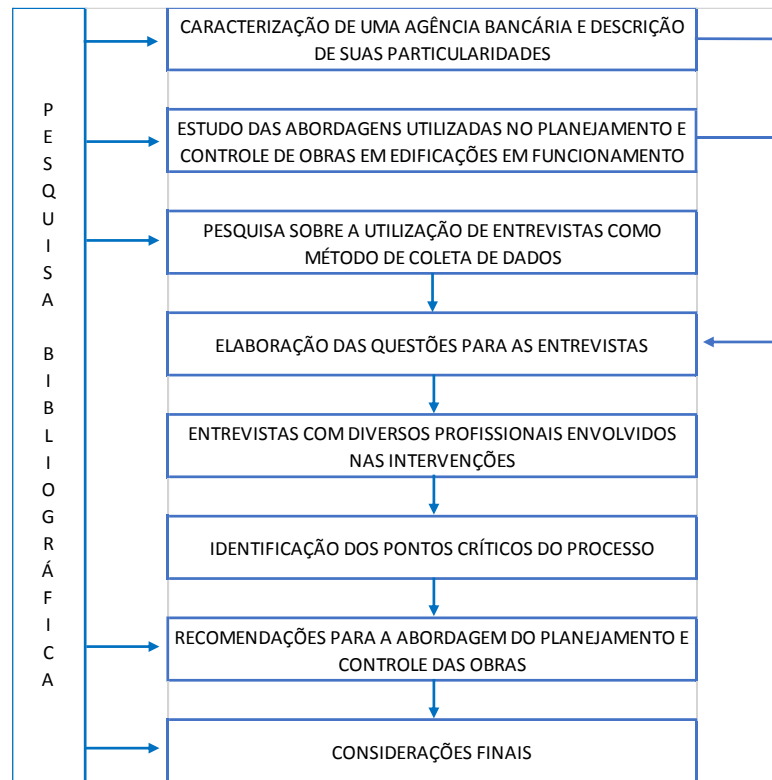 PESQUISA BIBLIOGRÁFICA
CARACTERIZAÇÃO DE UMA AGÊNCIA BANCÁRIA E DESCRIÇÃO
DE SUAS PARTICULARIDADES
ESTUDO DAS ABORDAGENS UTILIZADAS NO PLANEJAMENTO E
CONTROLE DE OBRAS EM EDIFICAÇÕES EM FUNCIONAMENTO
PESQUISA SOBRE A UTILIZAÇÃO DE ENTREVISTAS COMO
MÉTODO DE COLETA DE DADOS
ELABORAÇÃO DAS QUESTÕES PARA AS ENTREVISTAS
ENTREVISTAS COM DIVERSOS PROFISSIONAIS ENVOLVIDOS
NAS INTERVENÇÕES
IDENTIFICAÇÃO DOS PONTOS CRÍTICOS DO PROCESSO
RECOMENDAÇÕES PARA A ABORDAGEM DO PLANEJAMENTO E
CONTROLE DAS OBRAS
CONSIDERAÇÕES FINAIS